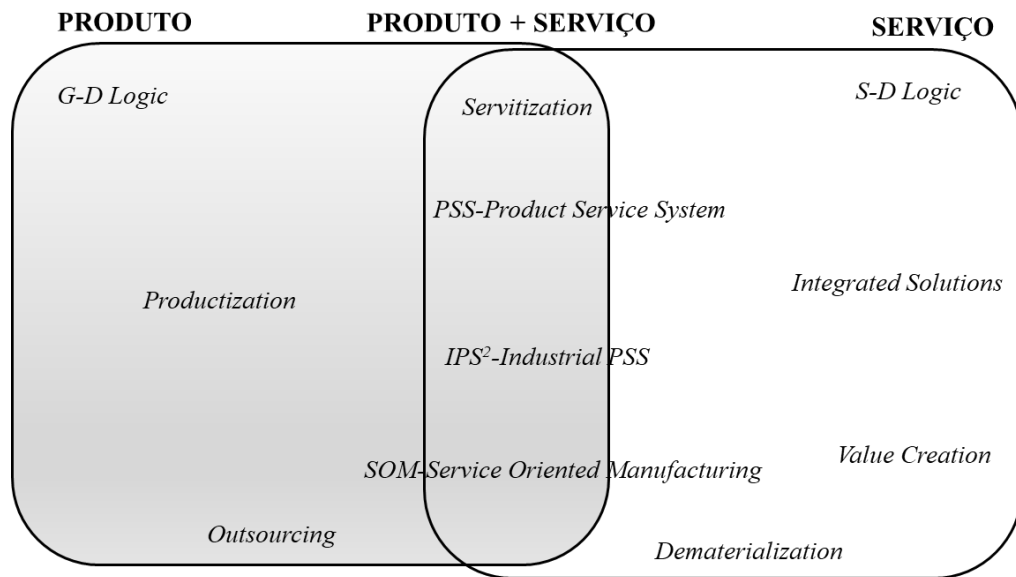 PRODUTO
PRODUTO + SERVIÇO
SERVIÇO
G-D Logic
Servitization
S-D Logic
PSS-Product Service System
Integrated Solutions
Productization
IPS²-Industrial PSS
SOM-Service Oriented Manufacturing
Value Creation
Outsourcing
Dematerialization